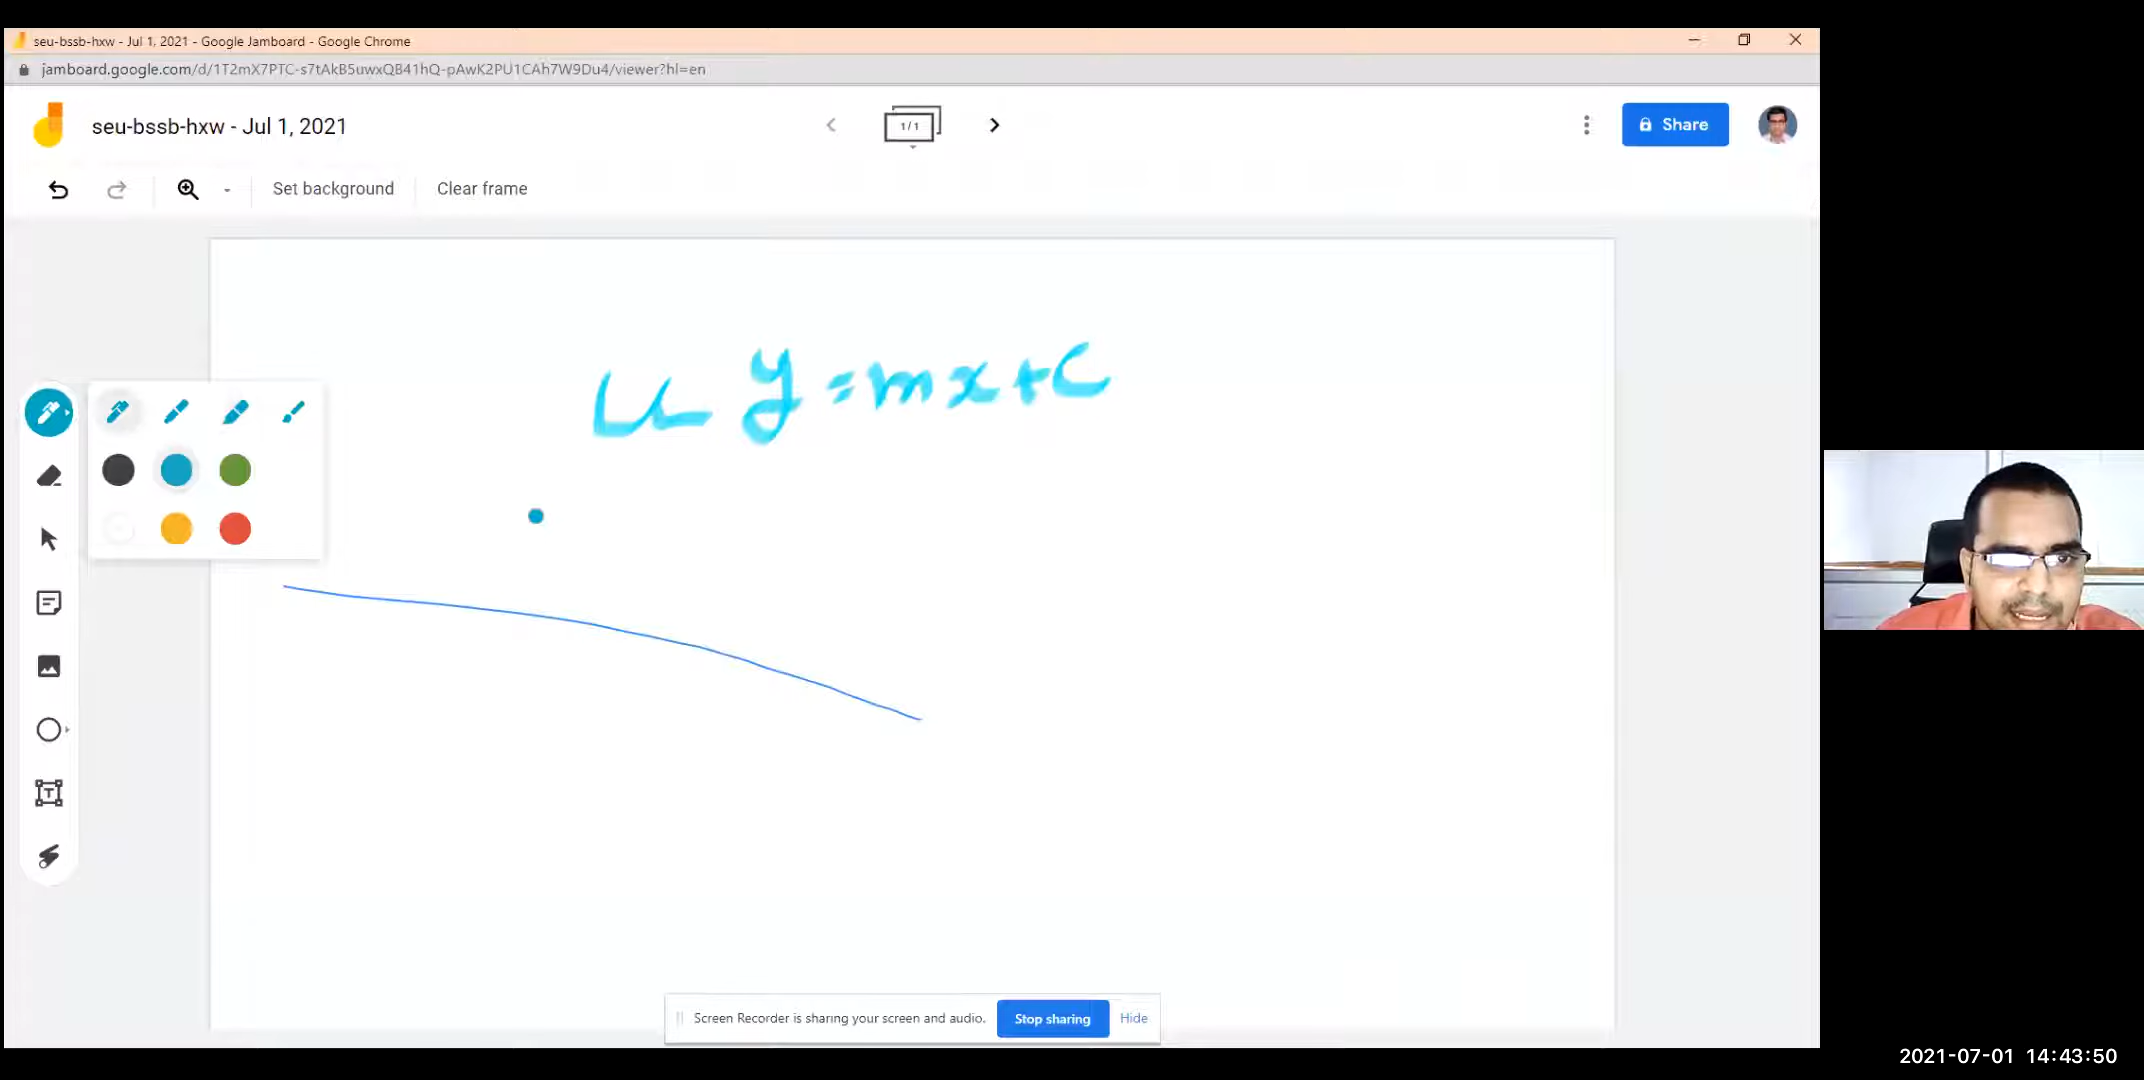 seu-bssb-hxw - Jul 1, 2021 - Google Jamboard - Google Chrome
jamboard.google.com/d/1T2mX7PTC-s7tAkB5uwxQB41hQ-pAwK2PU1CAh7W9Du4/viewer?hl=en
seu-bssb-hxw - Jul 1, 2021
1/1
Share
Set background
Clear frame
y=mx+c
T
Screen Recorder is sharing your screen and audio.
Stop sharing
Hide
2021-07-01 14:43:50